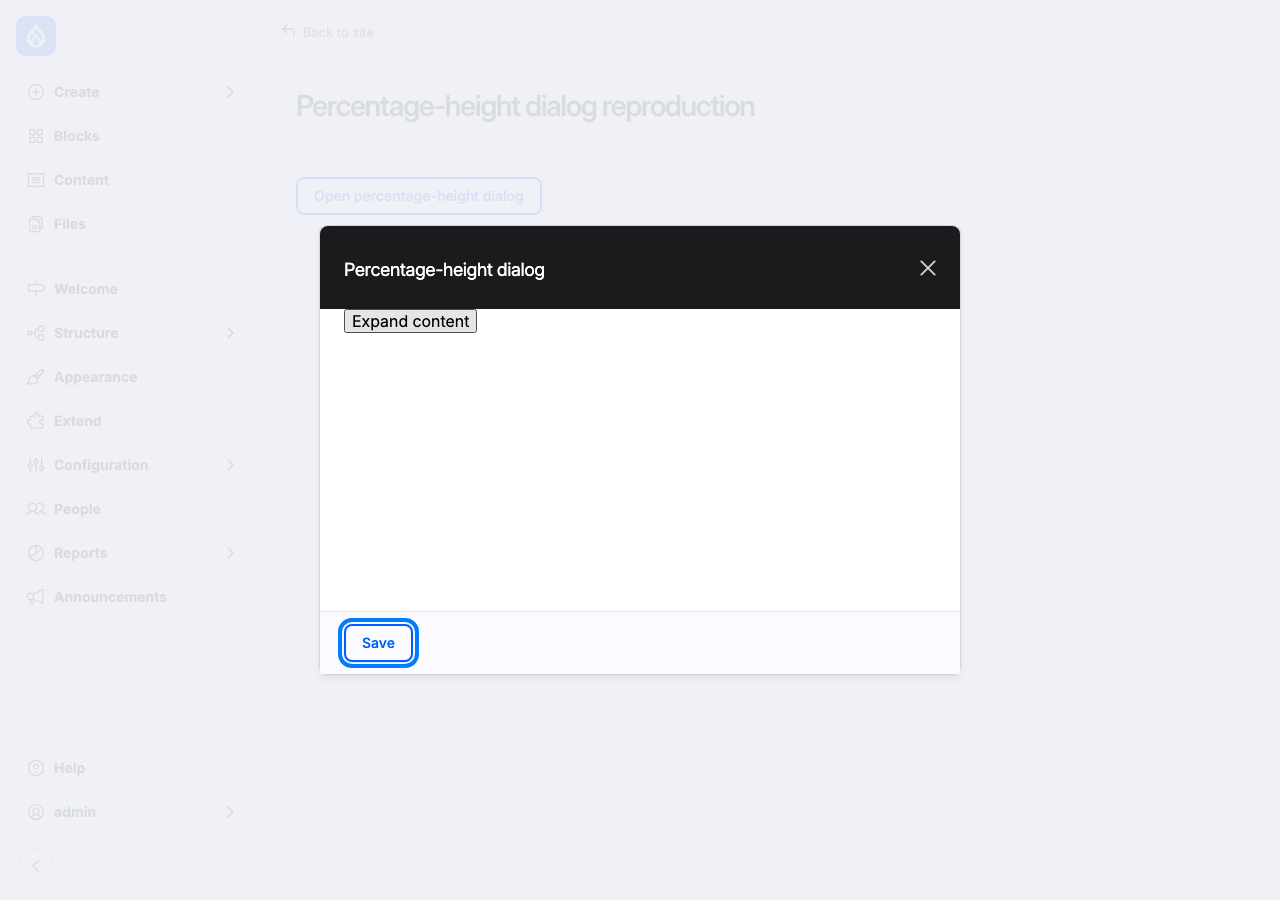 Back to site
Create
Blocks
Content
Files
Welcome
Structure
Appearance
Extend
Configuration
People
Reports
Announcements
Help
admin
Percentage-height dialog reproduction
Open percentage-height dialog
Percentage-height dialog
Expand content
Save